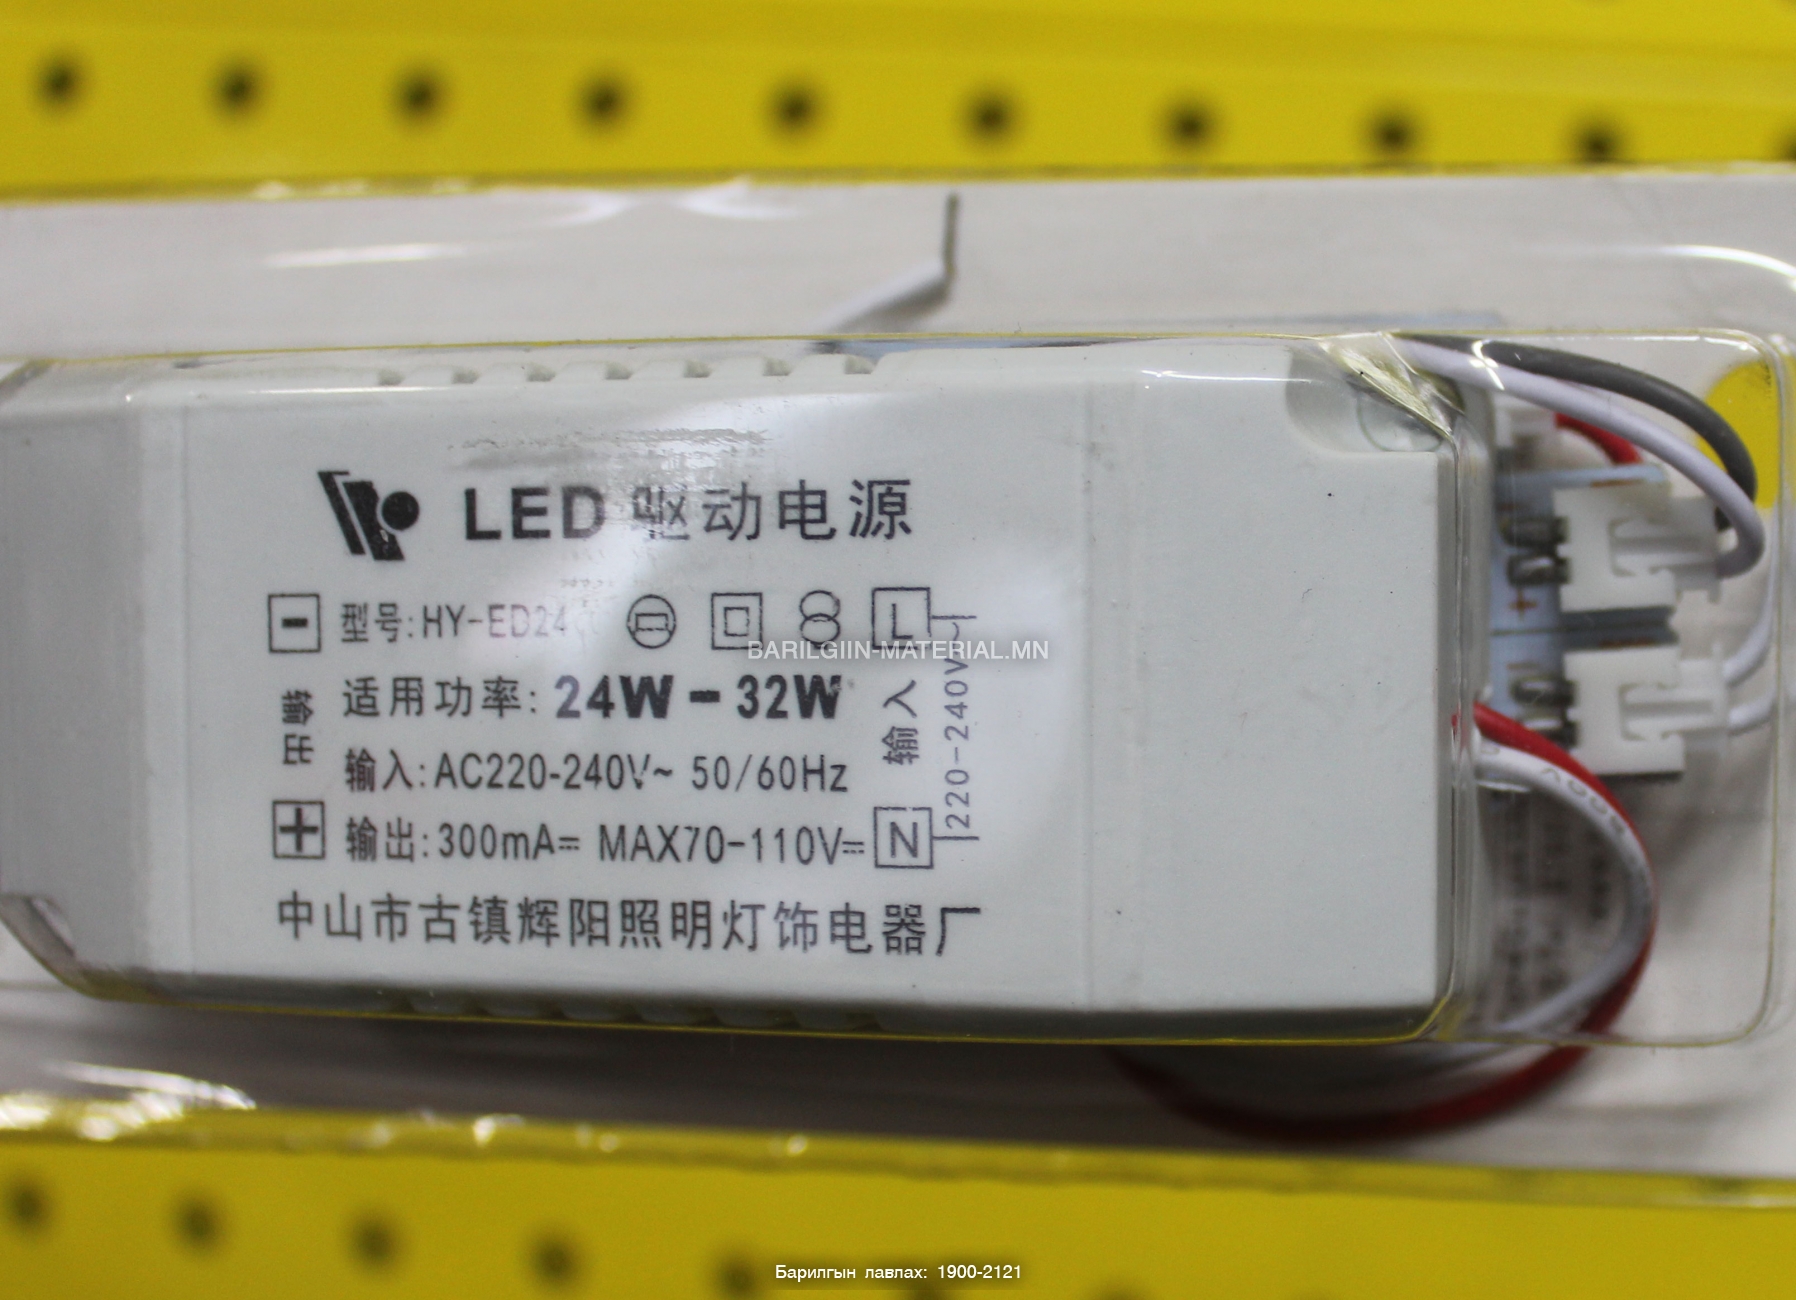 LED 驱动电源
- 型号:HY-ED24
L
适用功率: 24W-32W
输出
输入:AC220-240V~ 50/60Hz
输入
220-240V~
+ 输出:300mA⎓ MAX70-110V⎓
N
中山市古镇辉阳照明灯饰电器厂
BARILGIIN-MATERIAL.MN
Барилгын лавлах: 1900-2121